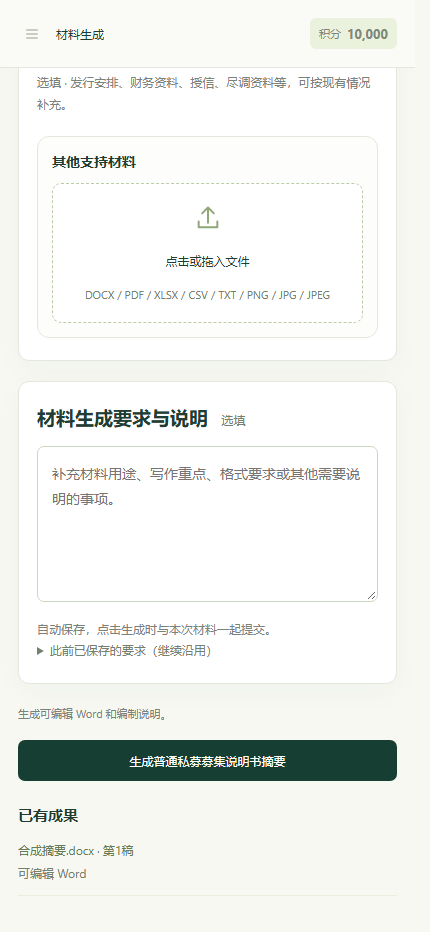 材料生成
积分 10,000
选填 · 发行安排、财务资料、授信、尽调资料等，可按现有情况
补充。
其他支持材料
点击或拖入文件
DOCX / PDF / XLSX / CSV / TXT / PNG / JPG / JPEG
材料生成要求与说明 选填
补充材料用途、写作重点、格式要求或其他需要说
明的事项。
自动保存，点击生成时与本次材料一起提交。
▶ 此前已保存的要求（继续沿用）
生成可编辑 Word 和编制说明。
生成普通私募募集说明书摘要
已有成果
合成摘要.docx · 第1稿
可编辑 Word